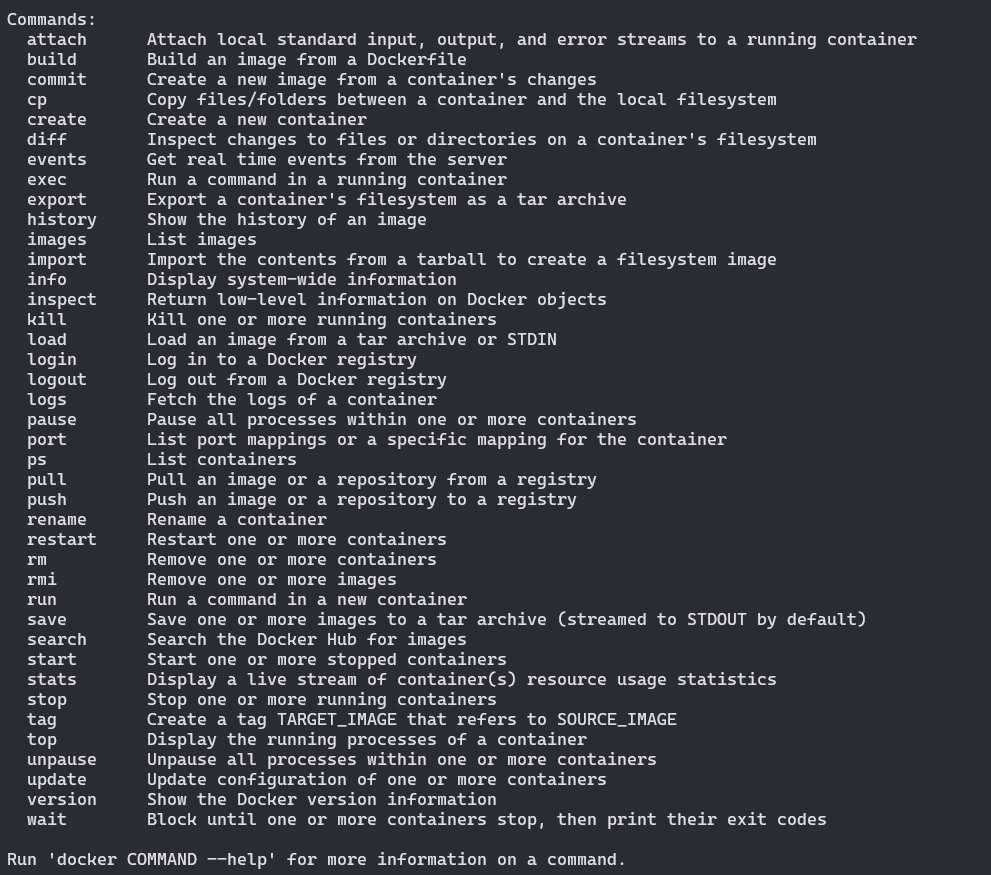 Commands:
  attach      Attach local standard input, output, and error streams to a running container
  build       Build an image from a Dockerfile
  commit      Create a new image from a container's changes
  cp          Copy files/folders between a container and the local filesystem
  create      Create a new container
  diff        Inspect changes to files or directories on a container's filesystem
  events      Get real time events from the server
  exec        Run a command in a running container
  export      Export a container's filesystem as a tar archive
  history     Show the history of an image
  images      List images
  import      Import the contents from a tarball to create a filesystem image
  info        Display system-wide information
  inspect     Return low-level information on Docker objects
  kill        Kill one or more running containers
  load        Load an image from a tar archive or STDIN
  login       Log in to a Docker registry
  logout      Log out from a Docker registry
  logs        Fetch the logs of a container
  pause       Pause all processes within one or more containers
  port        List port mappings or a specific mapping for the container
  ps          List containers
  pull        Pull an image or a repository from a registry
  push        Push an image or a repository to a registry
  rename      Rename a container
  restart     Restart one or more containers
  rm          Remove one or more containers
  rmi         Remove one or more images
  run         Run a command in a new container
  save        Save one or more images to a tar archive (streamed to STDOUT by default)
  search      Search the Docker Hub for images
  start       Start one or more stopped containers
  stats       Display a live stream of container(s) resource usage statistics
  stop        Stop one or more running containers
  tag         Create a tag TARGET_IMAGE that refers to SOURCE_IMAGE
  top         Display the running processes of a container
  unpause     Unpause all processes within one or more containers
  update      Update configuration of one or more containers
  version     Show the Docker version information
  wait        Block until one or more containers stop, then print their exit codes

Run 'docker COMMAND --help' for more information on a command.